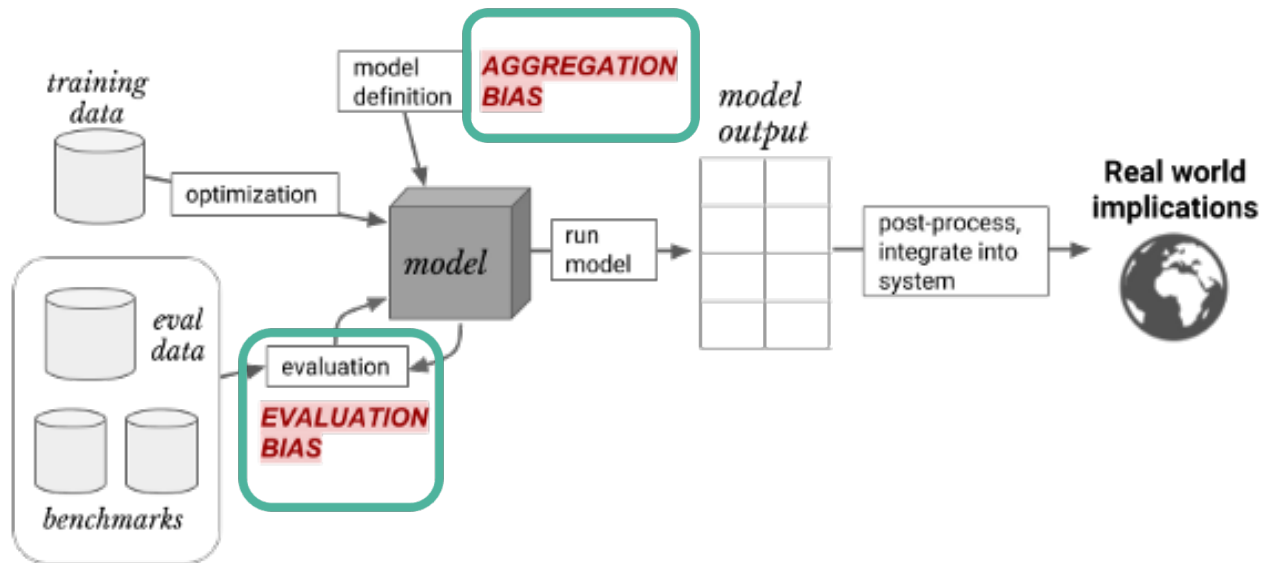 training
data
model
definition
AGGREGATION
BIAS
model
output
optimization
model
run
model
post-process,
integrate into
system
Real world
implications
eval
data
evaluation
EVALUATION
BIAS
benchmarks